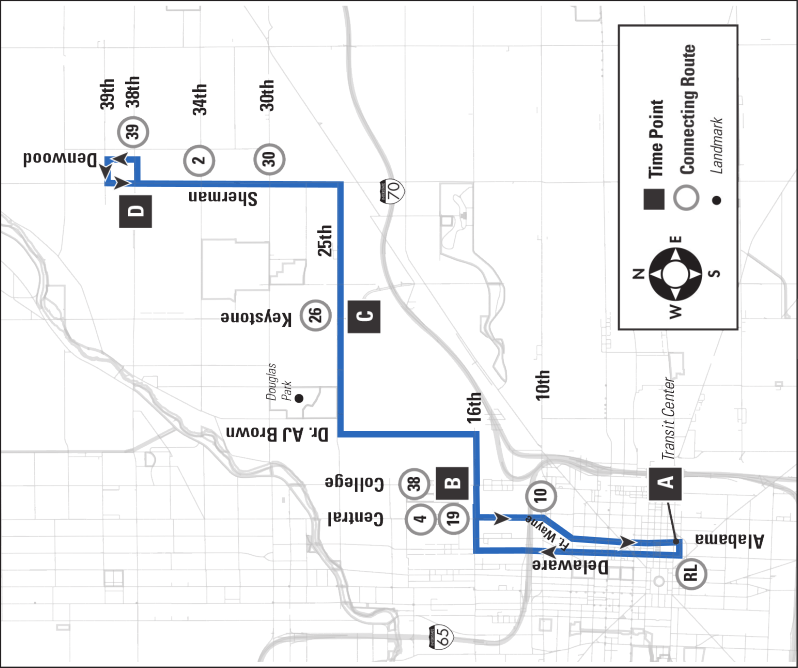 39th
38th
34th
30th
Denwood
39
2
30
Sherman
D
25th
Keystone
26
C
Douglas
Park
Dr. AJ Brown
70
16th
10th
College
38
B
Central
4
19
10
Ft. Wayne
Delaware
Alabama
RL
A
Transit Center
65
N
E
S
W
Time Point
Connecting Route
Landmark